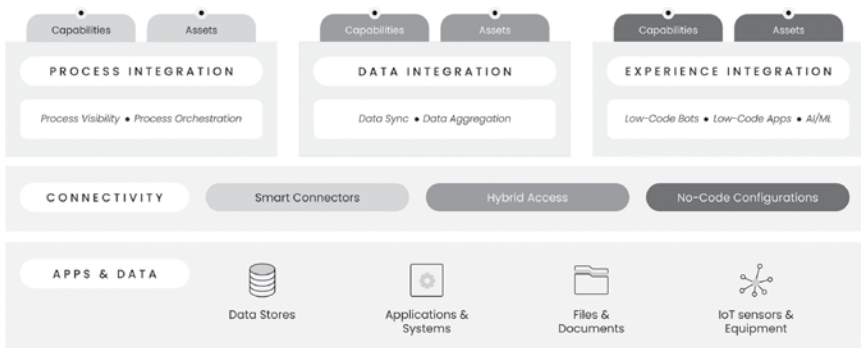 Capabilities Assets Capabilities Assets Capabilities Assets
PROCESS INTEGRATION DATA INTEGRATION EXPERIENCE INTEGRATION
Process Visibility • Process Orchestration Data Sync • Data Aggregation Low-Code Bots • Low-Code Apps • AI/ML
CONNECTIVITY Smart Connectors Hybrid Access No-Code Configurations
APPS & DATA
Data Stores
Applications &
Systems
Files &
Documents
IoT sensors &
Equipment